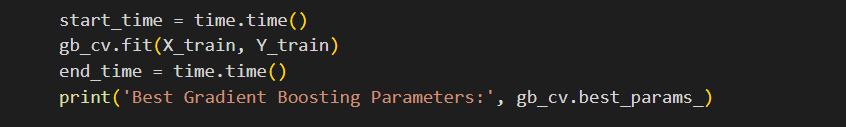 start_time = time.time()
gb_cv.fit(X_train, Y_train)
end_time = time.time()
print('Best Gradient Boosting Parameters:', gb_cv.best_params_)